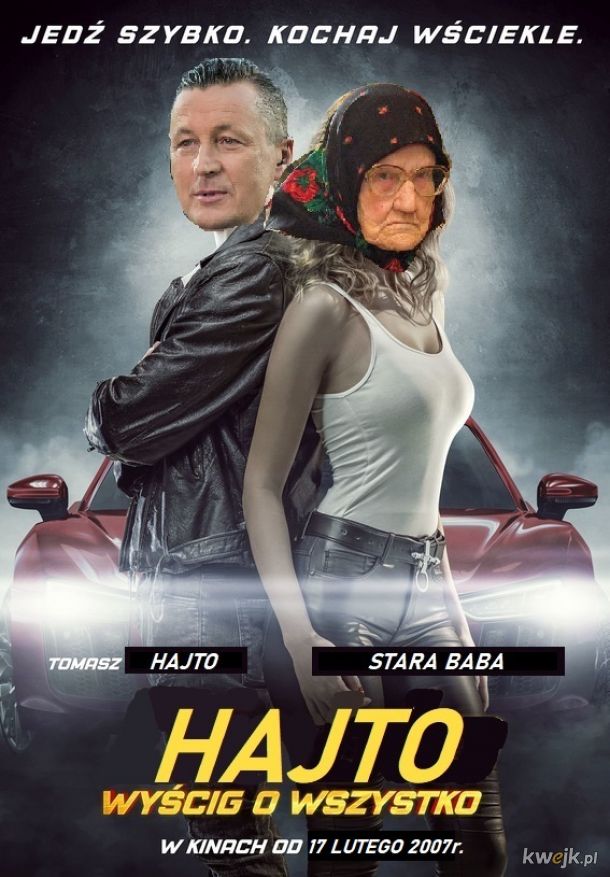 JEDŹ SZYBKO. KOCHAJ WŚCIEKLE.
TOMASZ HAJTO STARA BABA
HAJTO
WYŚCIG O WSZYSTKO
W KINACH OD 17 LUTEGO 2007r.
kwejk.pl